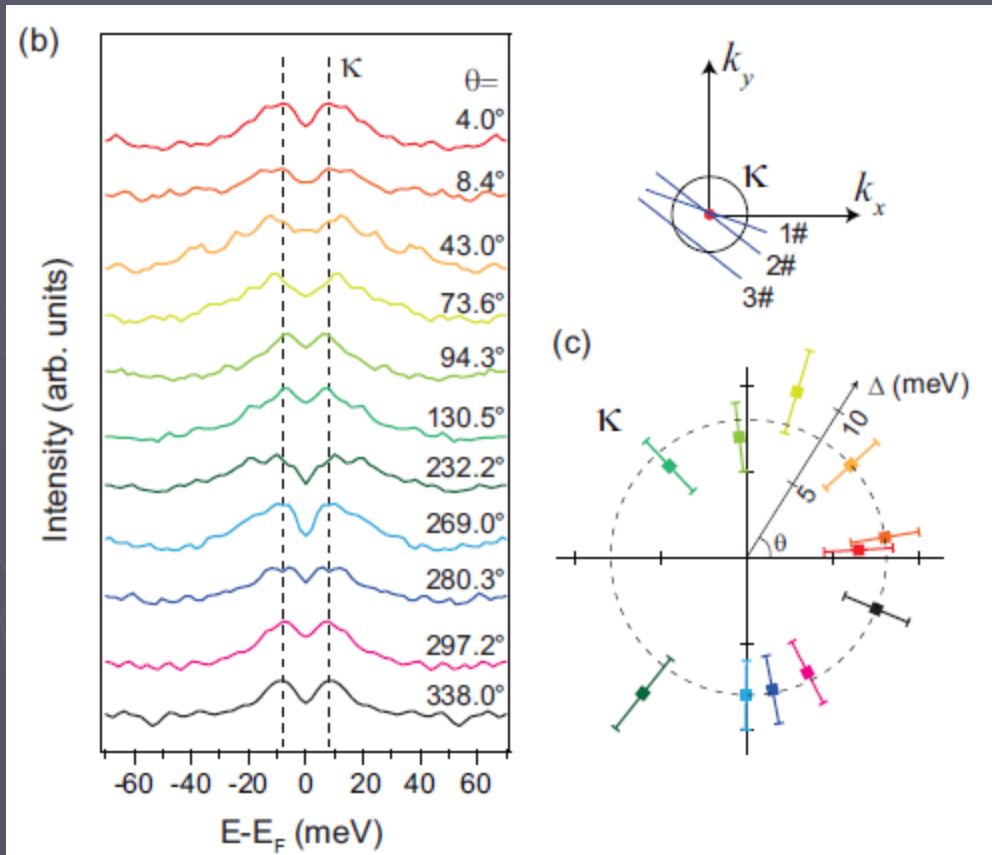 (b)
κ
θ=
4.0°
8.4°
43.0°
73.6°
94.3°
130.5°
232.2°
269.0°
280.3°
297.2°
338.0°
Intensity (arb. units)
-60 -40 -20 0 20 40 60
E-E_F (meV)
k_y
κ
k_x
1#
2#
3#
(c)
κ
Δ (meV)
10
5
θ